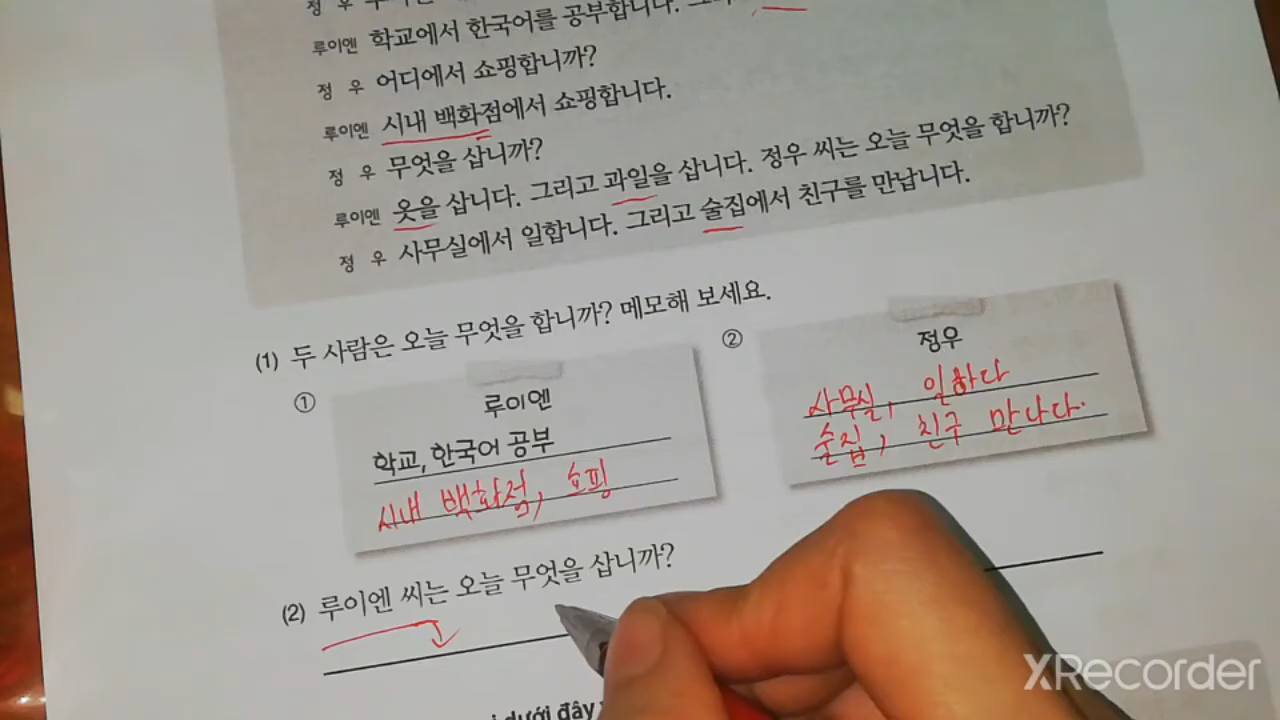 정 우
루이엔 학교에서 한국어를 공부합니다.
정 우 어디에서 쇼핑합니까?
루이엔 시내 백화점에서 쇼핑합니다.
정 우 무엇을 삽니까?
루이엔 옷을 삽니다. 그리고 과일을 삽니다. 정우 씨는 오늘 무엇을 합니까?
정 우 사무실에서 일합니다. 그리고 술집에서 친구를 만납니다.
(1) 두 사람은 오늘 무엇을 합니까? 메모해 보세요.
①
루이엔
학교, 한국어 공부
시내 백화점, 쇼핑
②
정우
사무실, 일하다
술집, 친구 만나다.
(2) 루이엔 씨는 오늘 무엇을 삽니까?
dưới đây
XRecorder